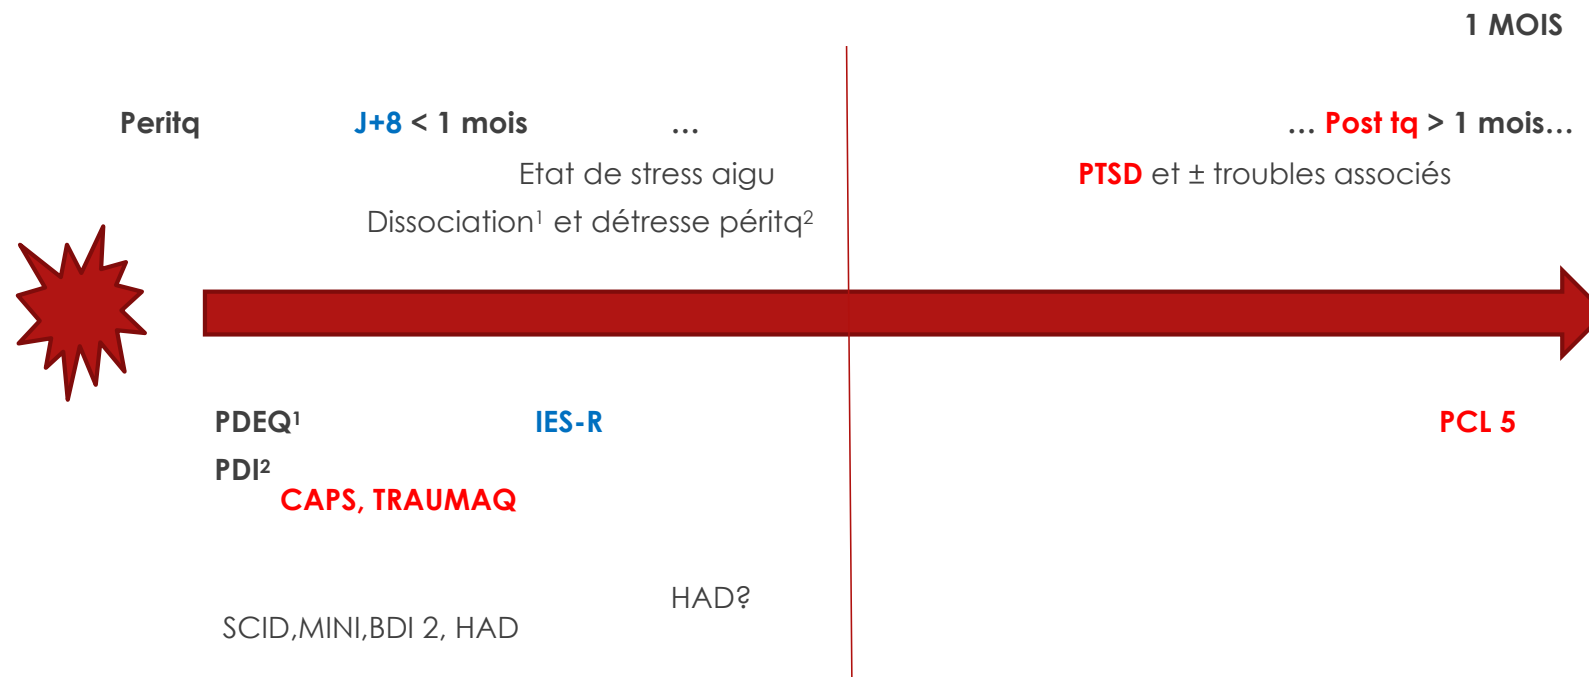 1 MOIS
Peritq J+8 < 1 mois … … Post tq > 1 mois…
Etat de stress aigu PTSD et ± troubles associés
Dissociation¹ et détresse péritq²
PDEQ¹ IES-R PCL 5
PDI²
CAPS, TRAUMAQ
HAD?
SCID,MINI,BDI 2, HAD